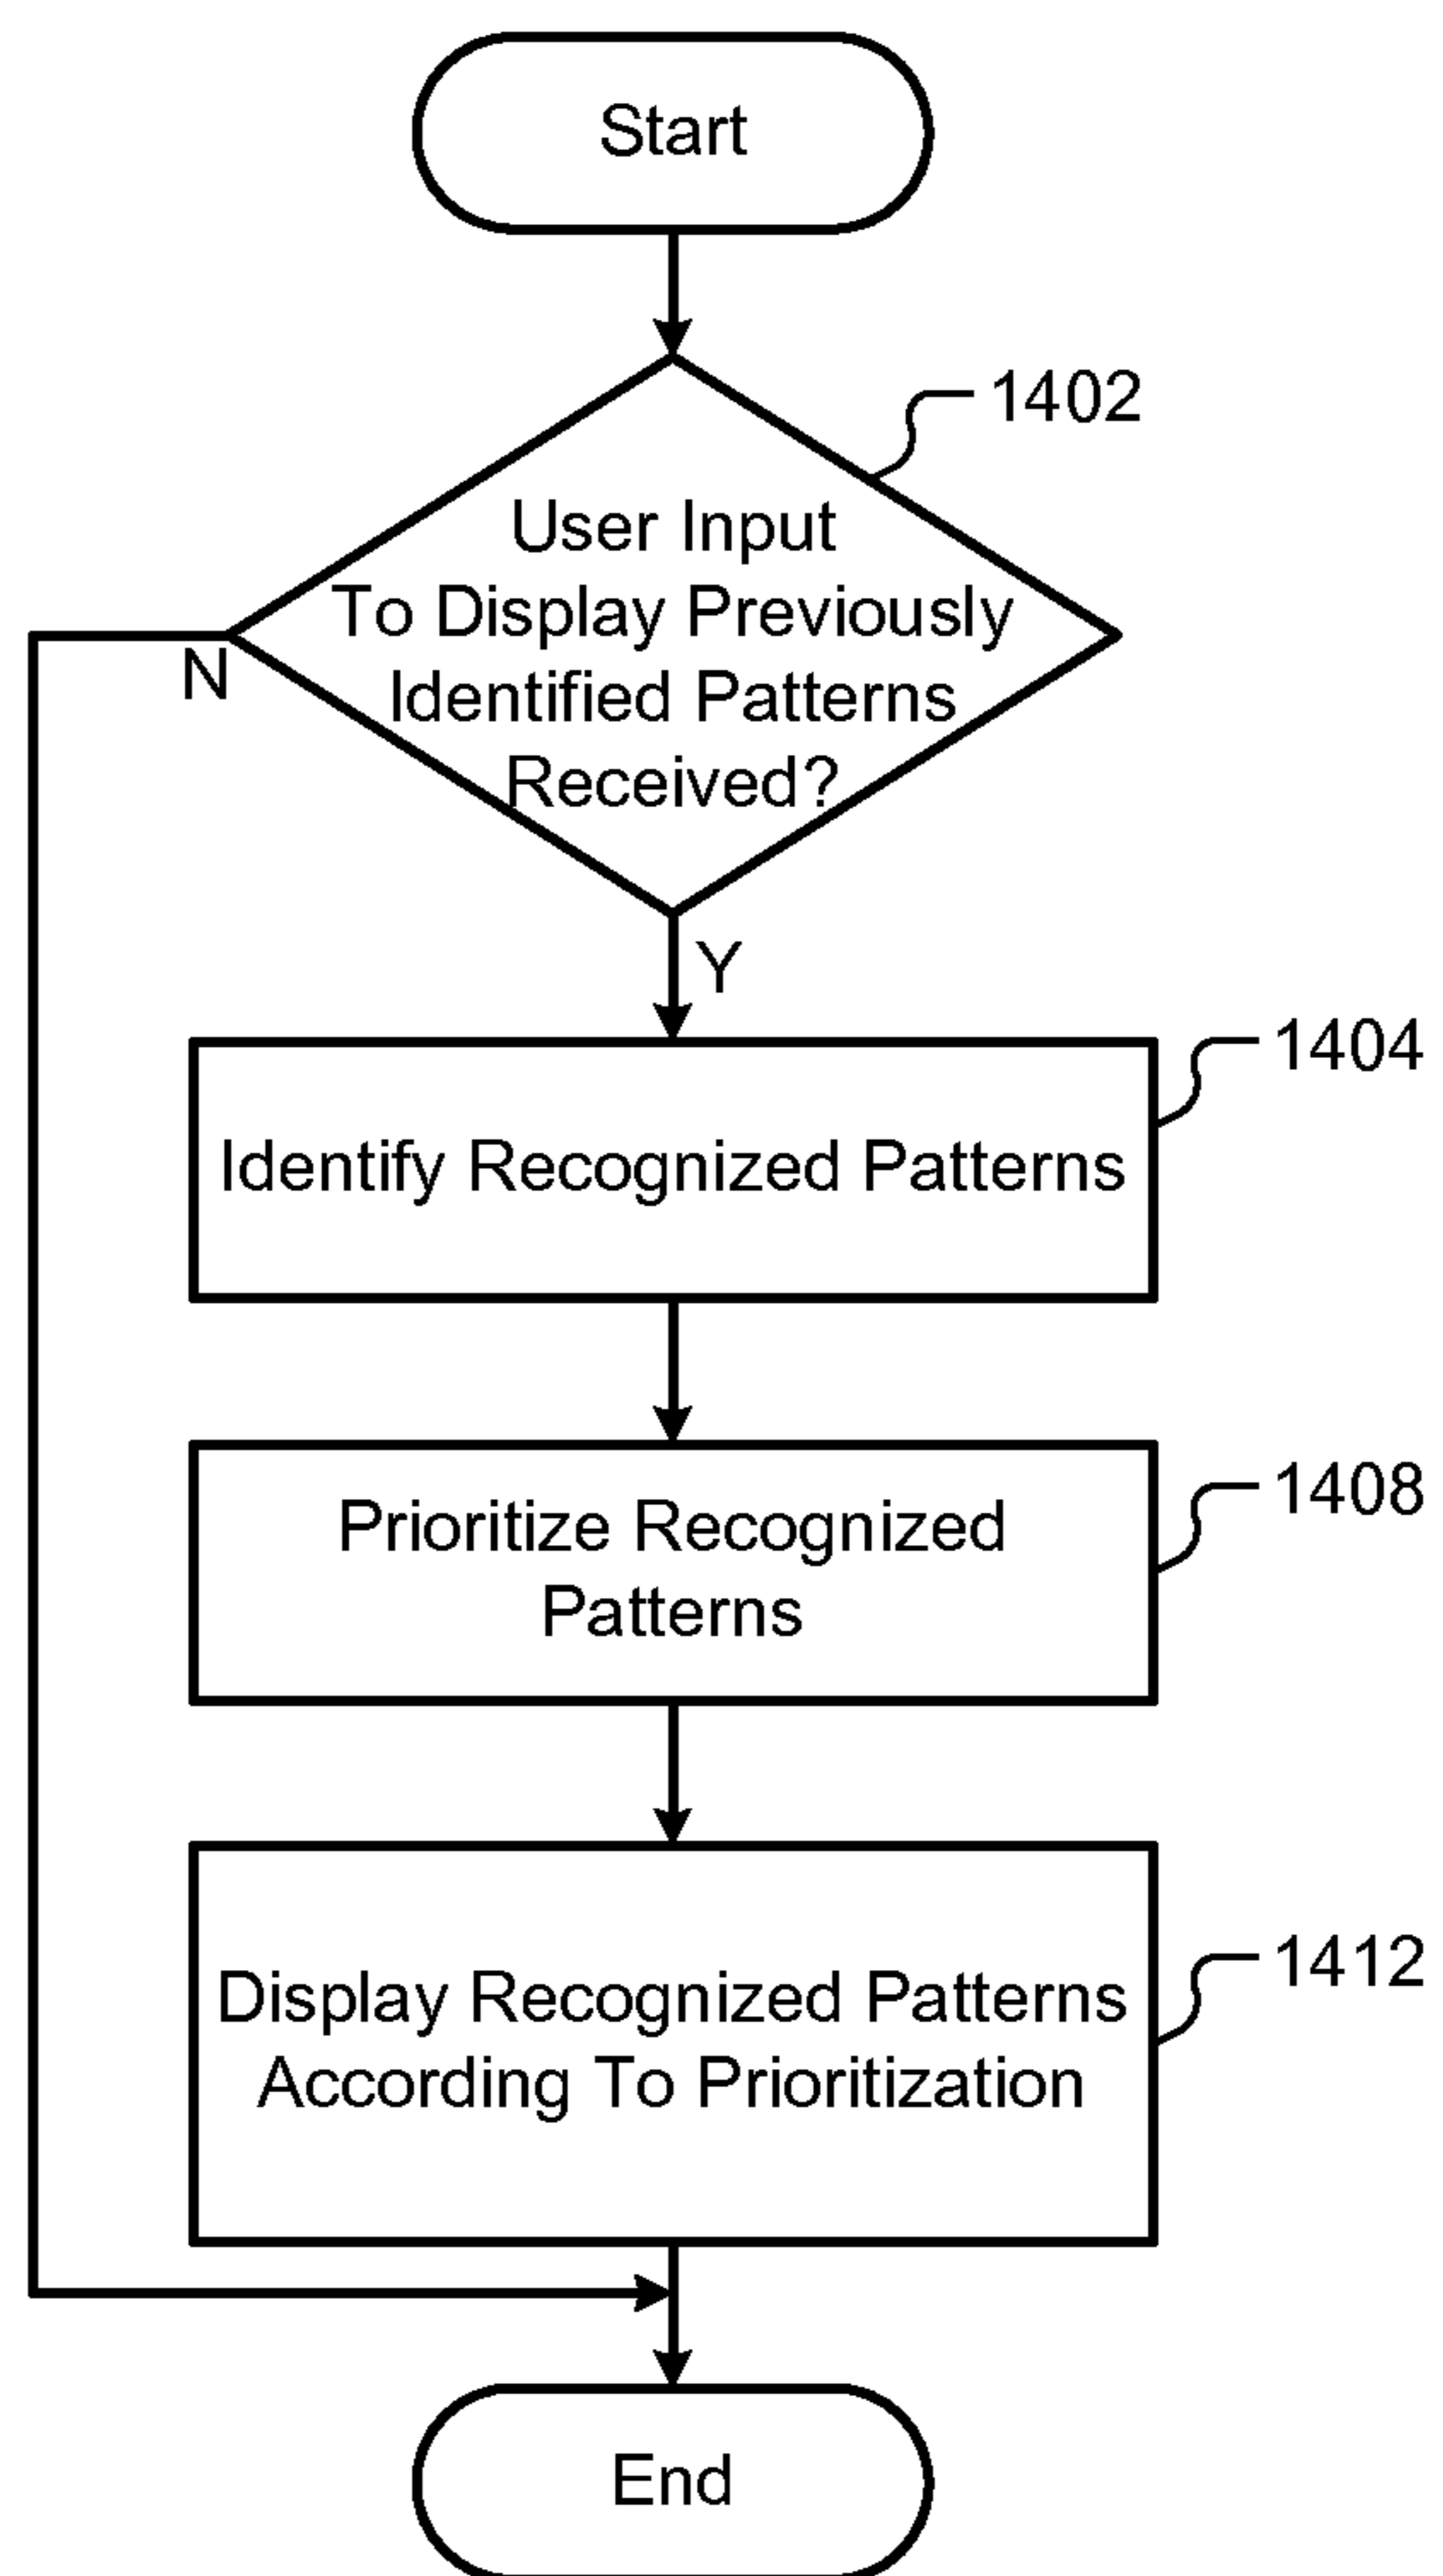 Start
1402
User Input
To Display Previously
Identified Patterns
Received?
N
Y
1404
Identify Recognized Patterns
1408
Prioritize Recognized
Patterns
1412
Display Recognized Patterns
According To Prioritization
End